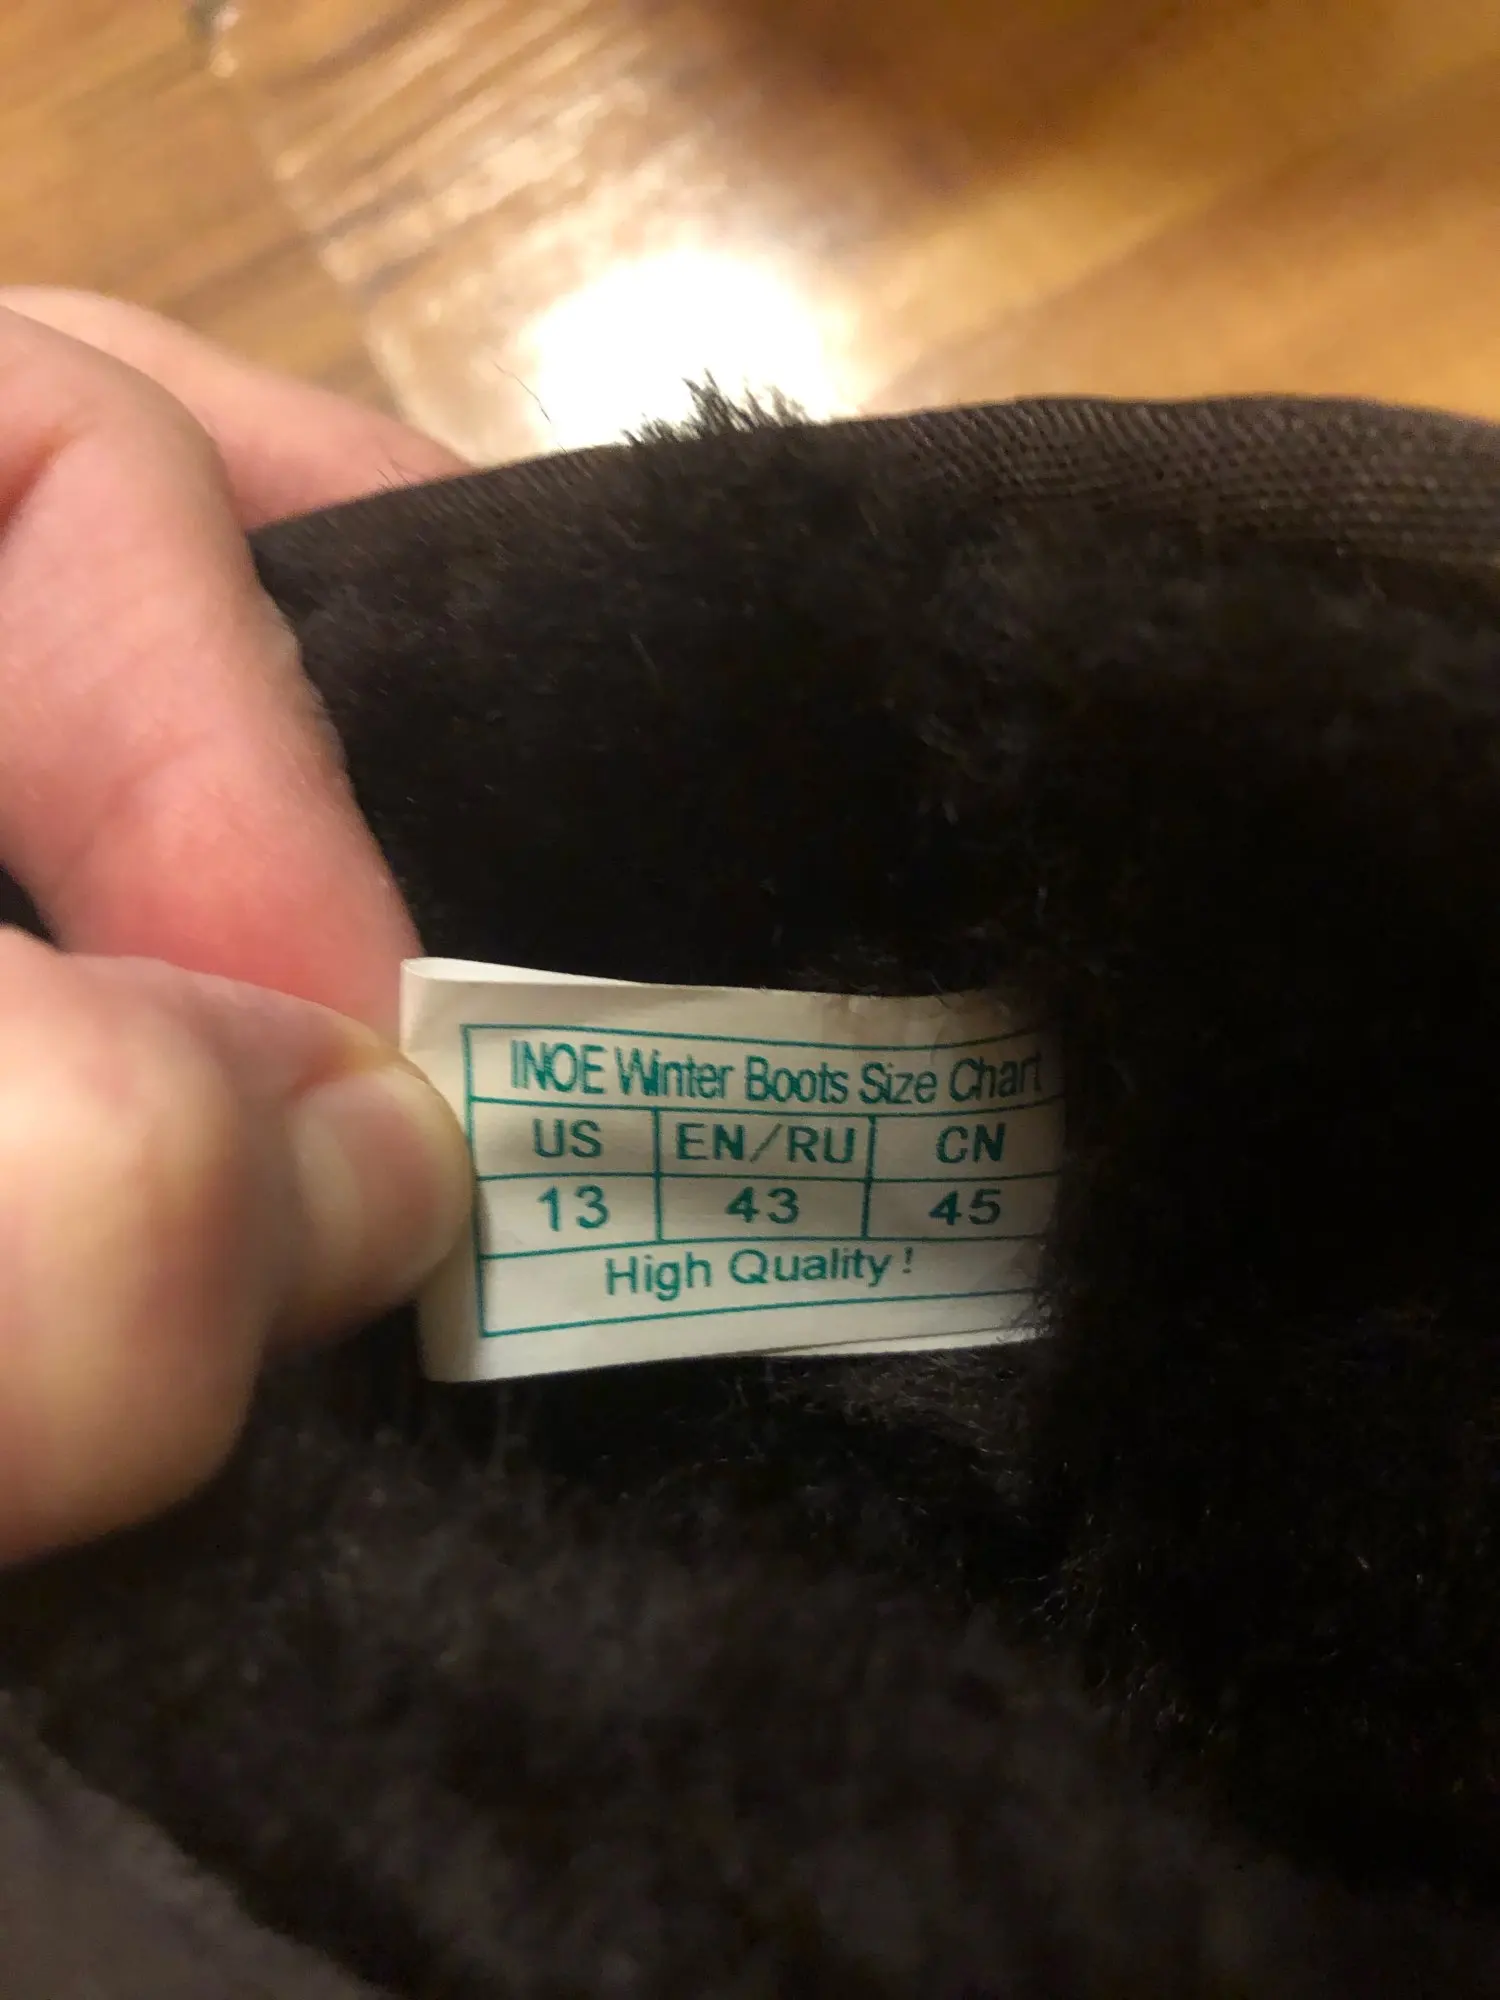 INOE Winter Boots Size Chart
US EN/RU CN
13 43 45
High Quality !